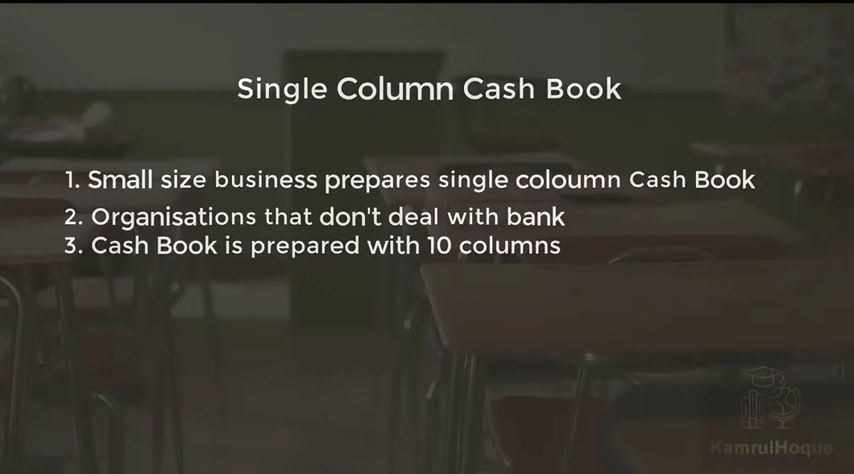 Single Column Cash Book
1. Small size business prepares single coloumn Cash Book
2. Organisations that don't deal with bank
3. Cash Book is prepared with 10 columns
KamrulHoque